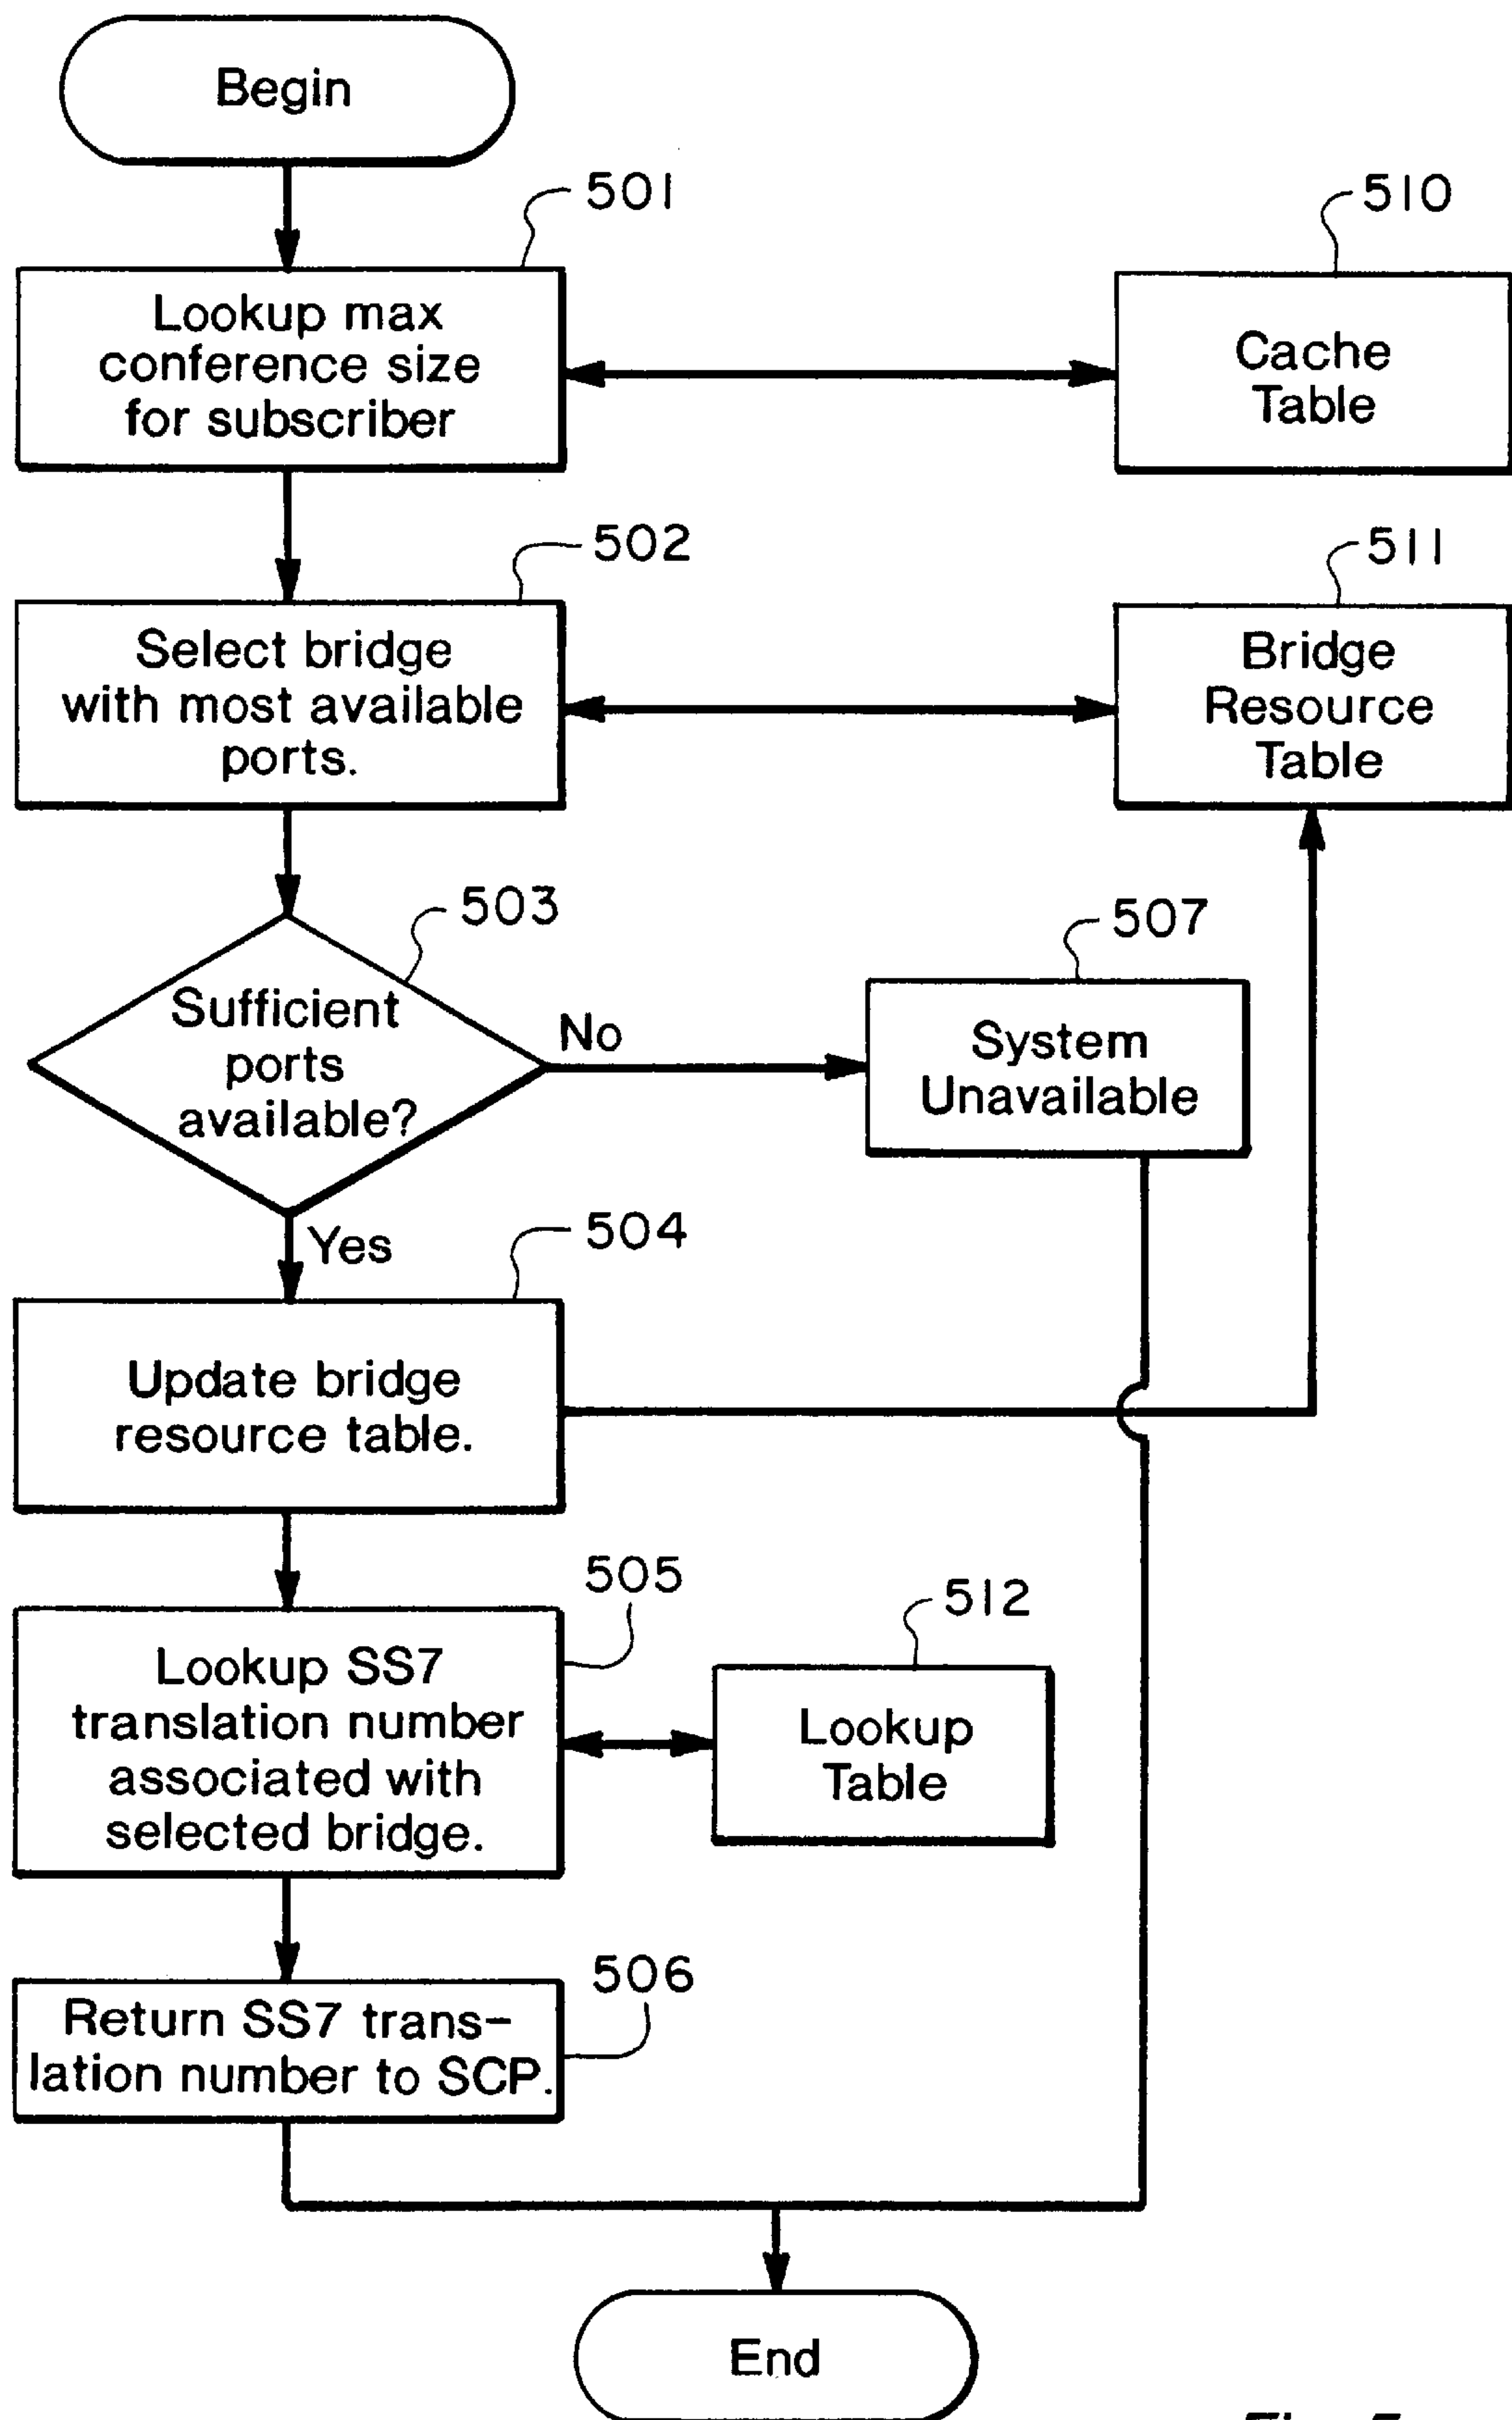 Begin
501
510
Lookup max
conference size
for subscriber
Cache
Table
502
511
Select bridge
with most available
ports.
Bridge
Resource
Table
503
507
Sufficient
ports
available?
No
System
Unavailable
Yes
504
Update bridge
resource table.
505
512
Lookup SS7
translation number
associated with
selected bridge.
Lookup
Table
506
Return SS7 trans-
lation number to SCP.
End